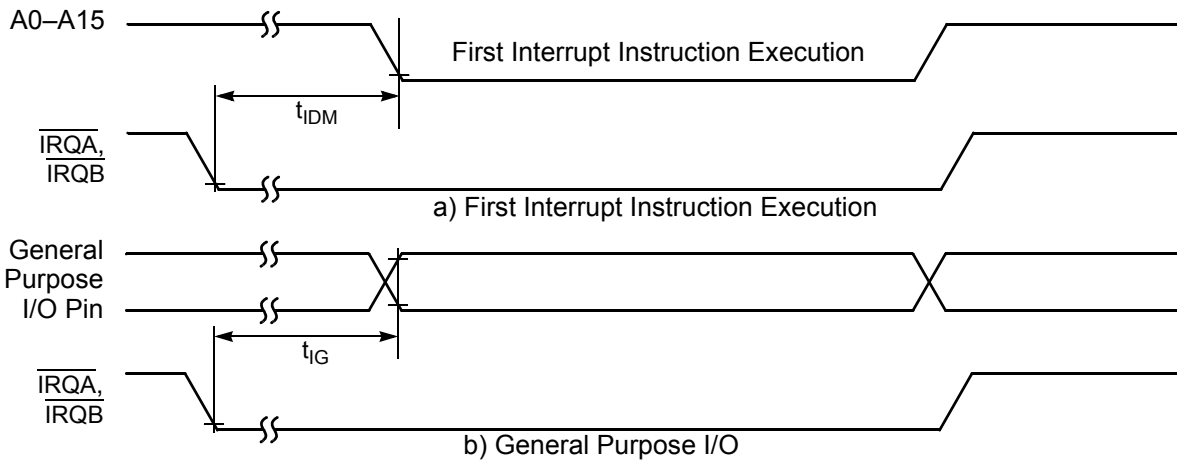 A0–A15
First Interrupt Instruction Execution
tIDM
IRQA,
IRQB
a) First Interrupt Instruction Execution
General
Purpose
I/O Pin
tIG
IRQA,
IRQB
b) General Purpose I/O